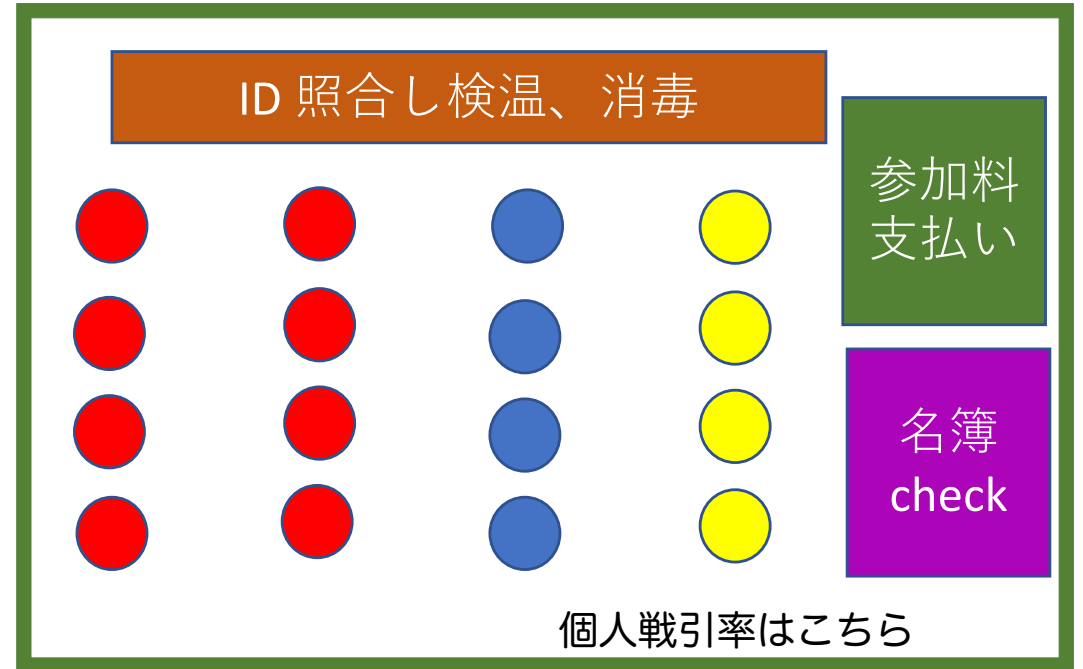 ID 照合し検温、消毒
参加料
支払い
名簿
check
個人戦引率はこちら